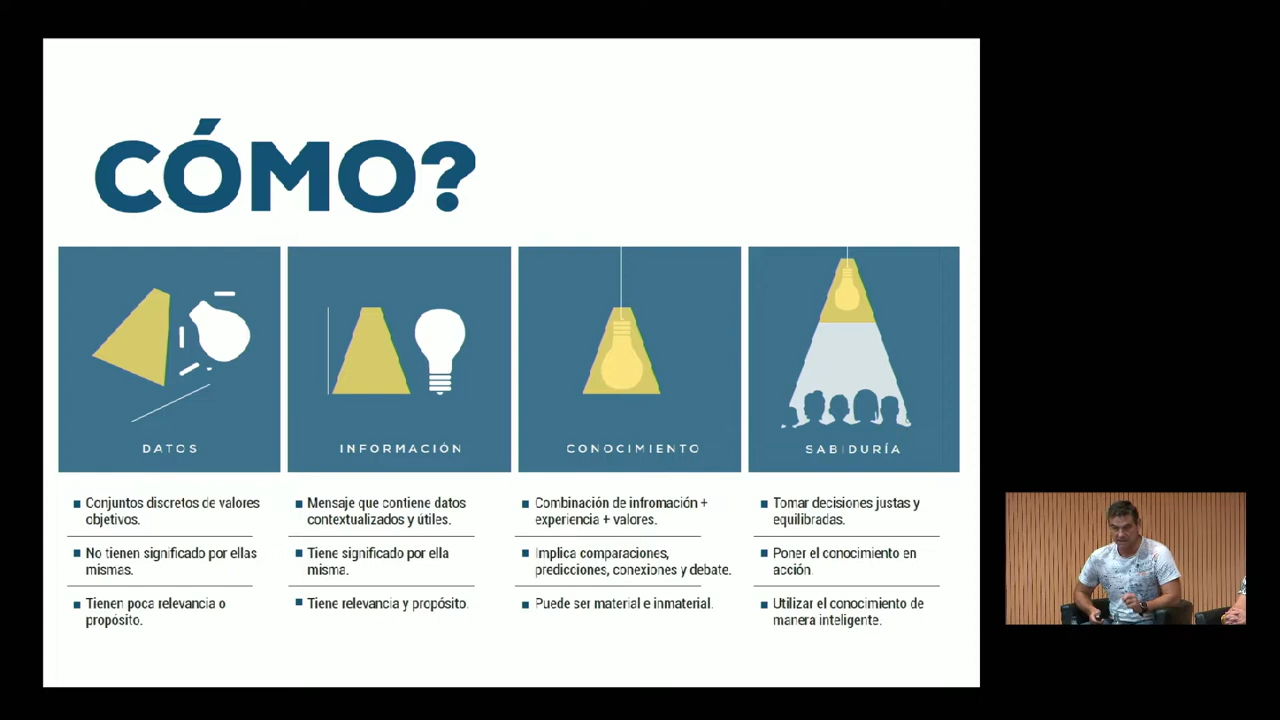 CÓMO?
DATOS
INFORMACIÓN
CONOCIMIENTO
SABIDURÍA
Conjuntos discretos de valores
objetivos.
No tienen significado por ellas
mismas.
Tienen poca relevancia o
propósito.
Mensaje que contiene datos
contextualizados y útiles.
Tiene significado por ella
misma.
Tiene relevancia y propósito.
Combinación de infromación +
experiencia + valores.
Implica comparaciones,
predicciones, conexiones y debate.
Puede ser material e inmaterial.
Tomar decisiones justas y
equilibradas.
Poner el conocimiento en
acción.
Utilizar el conocimiento de
manera inteligente.